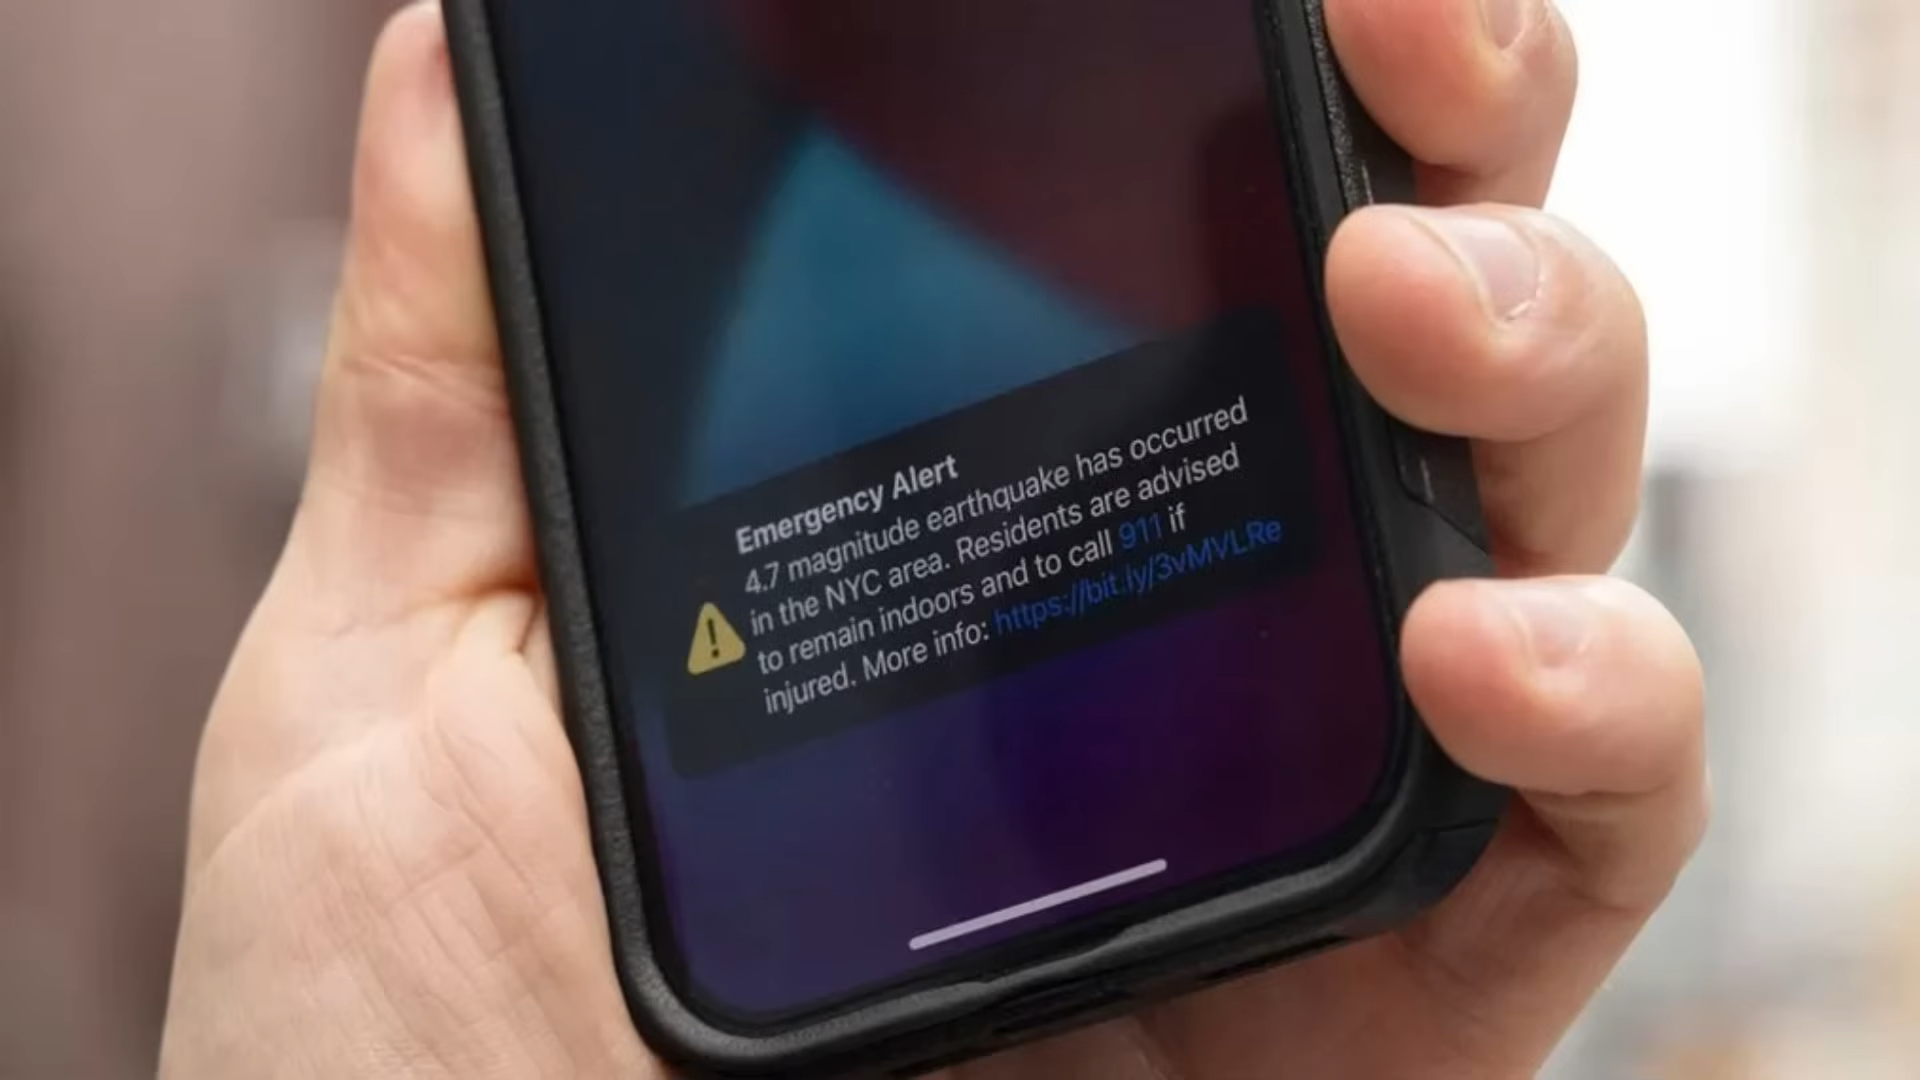 Emergency Alert
4.7 magnitude earthquake has occurred
in the NYC area. Residents are advised
to remain indoors and to call 911 if
injured. More info: https://bit.ly/3vMVLRe